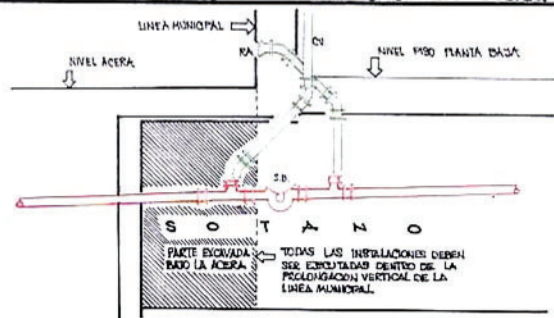 LINEA MUNICIPAL
CV
RA
NIVEL ACERA
NIVEL PISO PLANTA BAJA
S.B.
S O T A N O
PARTE EXCAVADA
BAJO LA ACERA
TODAS LAS INSTALACIONES DEBEN
SER EJECUTADAS DENTRO DE LA
PROLONGACION VERTICAL DE LA
LINEA MUNICIPAL